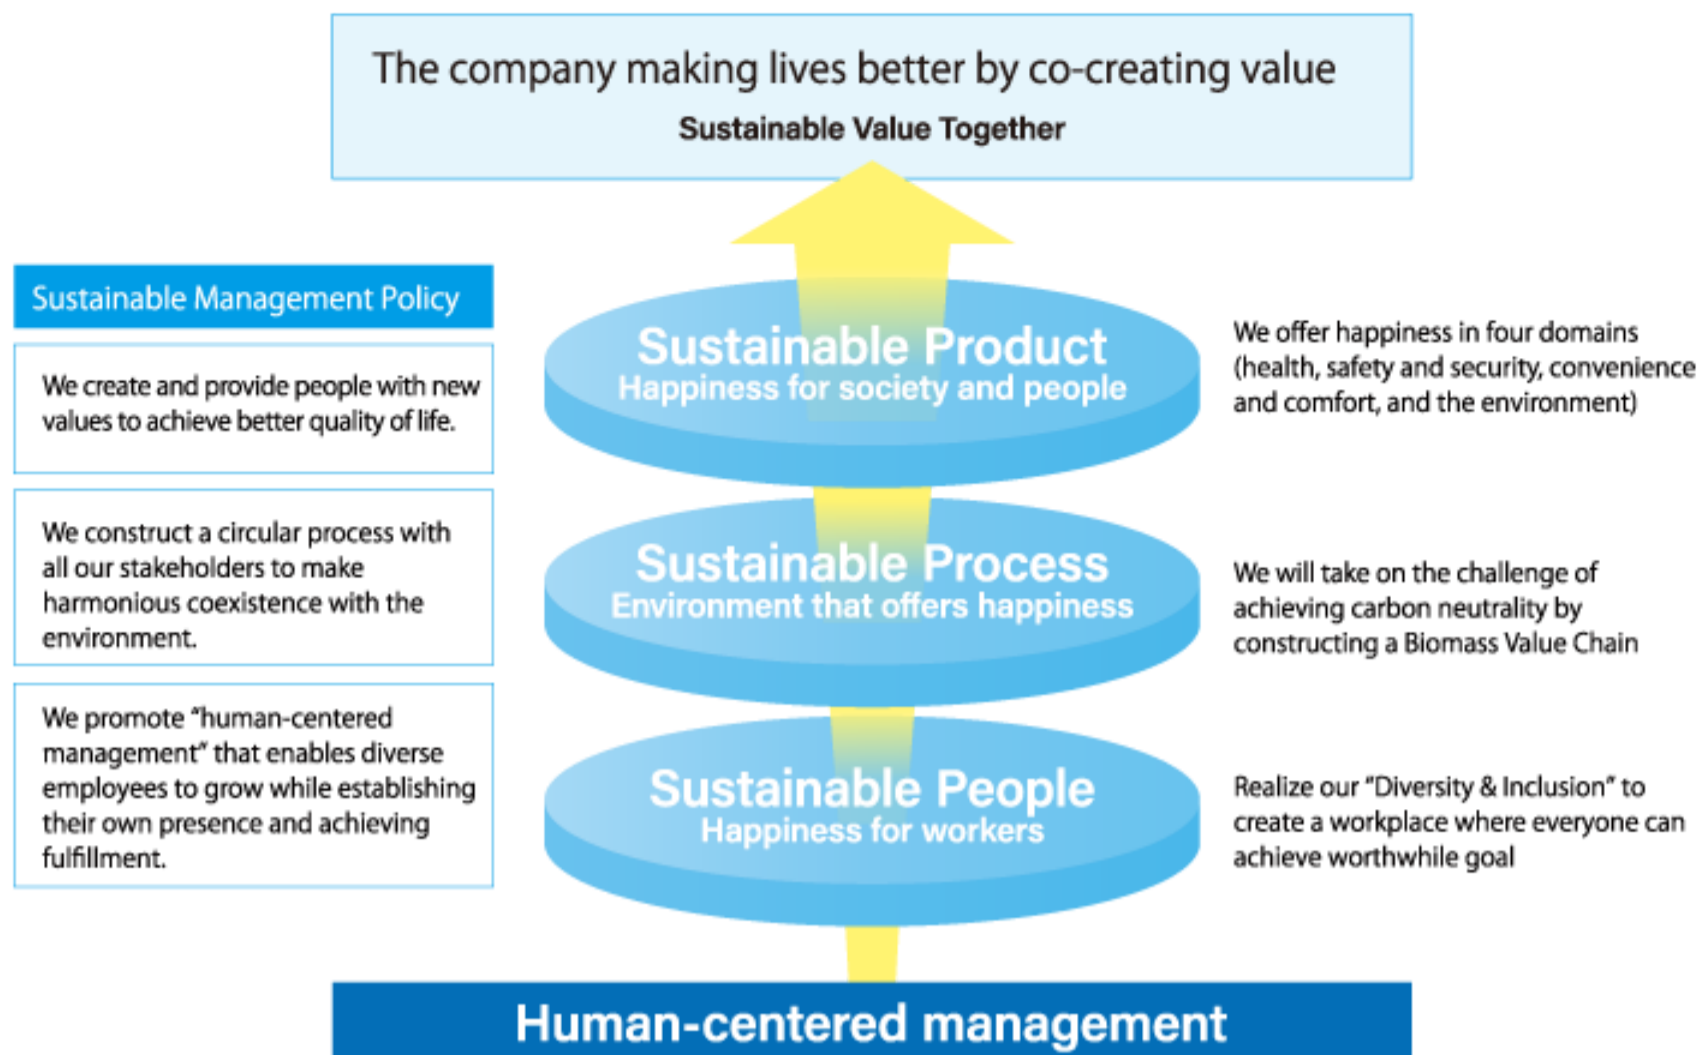 The company making lives better by co-creating value
Sustainable Value Together
Sustainable Management Policy
We create and provide people with new
values to achieve better quality of life.
We construct a circular process with
all our stakeholders to make
harmonious coexistence with the
environment.
We promote “human-centered
management” that enables diverse
employees to grow while establishing
their own presence and achieving
fulfillment.
Sustainable Product
Happiness for society and people
Sustainable Process
Environment that offers happiness
Sustainable People
Happiness for workers
We offer happiness in four domains
(health, safety and security, convenience
and comfort, and the environment)
We will take on the challenge of
achieving carbon neutrality by
constructing a Biomass Value Chain
Realize our “Diversity & Inclusion” to
create a workplace where everyone can
achieve worthwhile goal
Human-centered management